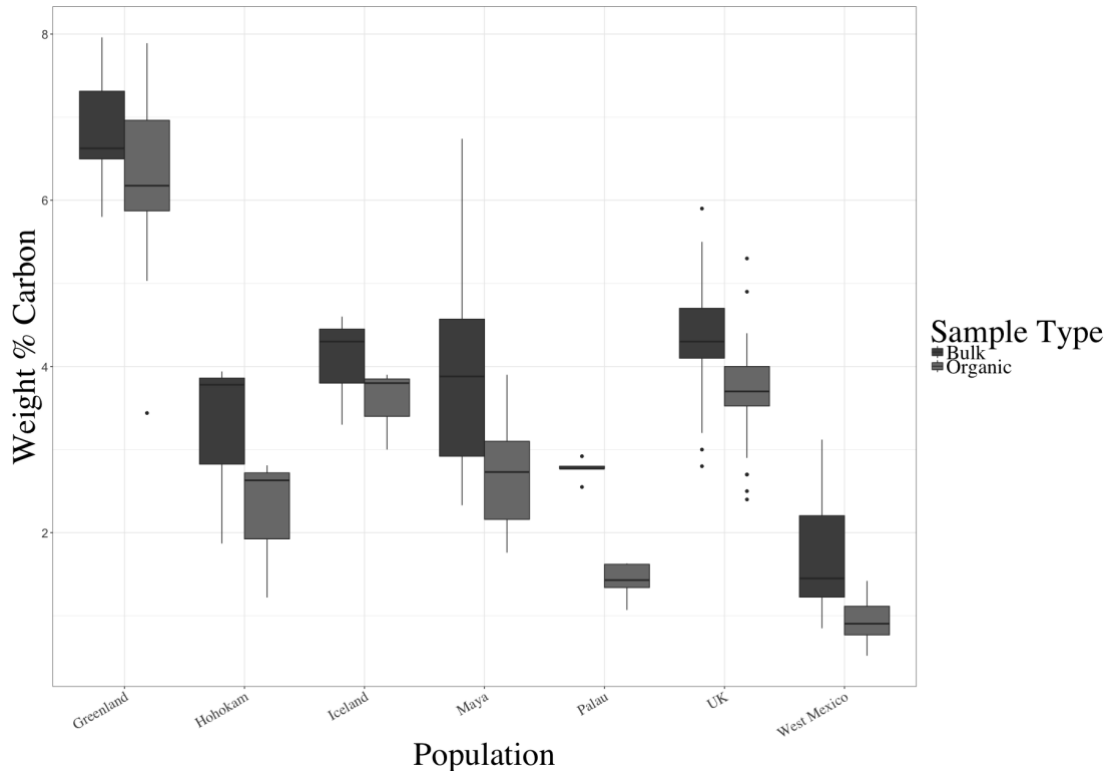 8
6
4
2
Weight % Carbon
Greenland
Hohokam
Iceland
Maya
Palau
UK
West Mexico
Population
Sample Type
Bulk
Organic